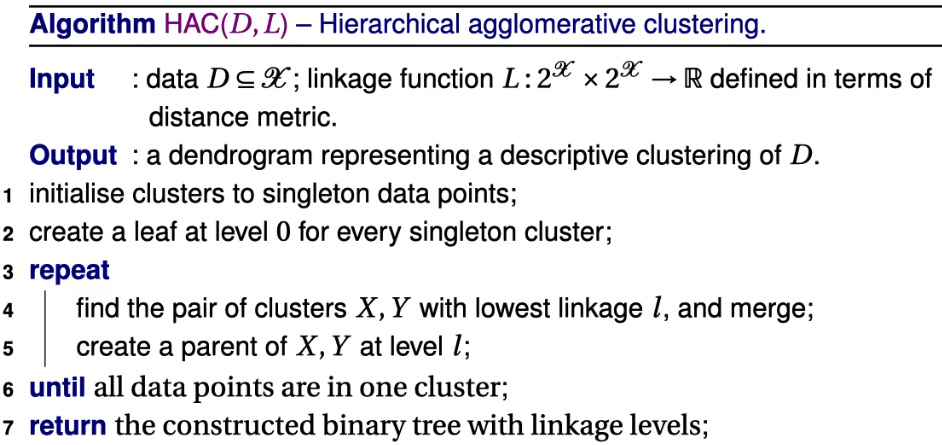 Algorithm HAC(D, L) – Hierarchical agglomerative clustering.
Input : data D ⊆ 𝒳; linkage function L : 2^𝒳 × 2^𝒳 → ℝ defined in terms of
distance metric.
Output : a dendrogram representing a descriptive clustering of D.
1 initialise clusters to singleton data points;
2 create a leaf at level 0 for every singleton cluster;
3 repeat
4 find the pair of clusters X, Y with lowest linkage l, and merge;
5 create a parent of X, Y at level l;
6 until all data points are in one cluster;
7 return the constructed binary tree with linkage levels;